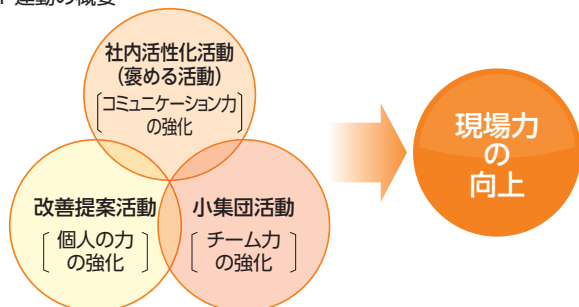 運動の概要
社内活性化活動
(褒める活動)
[コミュニケーション力
の強化]
改善提案活動
[個人の力
の強化]
小集団活動
[チーム力
の強化]
現場力
の
向上